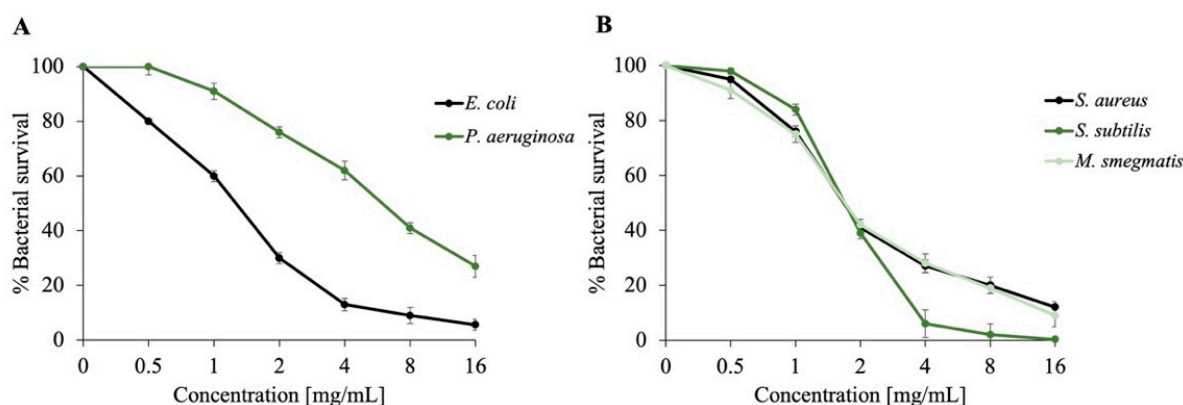 A
% Bacterial survival
100
80
60
40
20
0
0 0.5 1 2 4 8 16
Concentration [mg/mL]
E. coli
P. aeruginosa
B
% Bacterial survival
100
80
60
40
20
0
0 0.5 1 2 4 8 16
Concentration [mg/mL]
S. aureus
S. subtilis
M. smegmatis